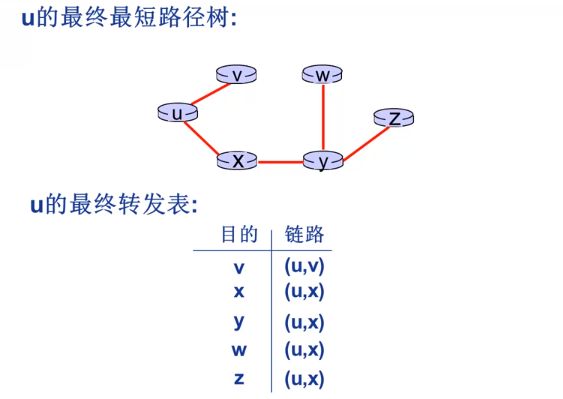 u的最终最短路径树:
v w
u z
x y
u的最终转发表:
目的 链路
v (u,v)
x (u,x)
y (u,x)
w (u,x)
z (u,x)